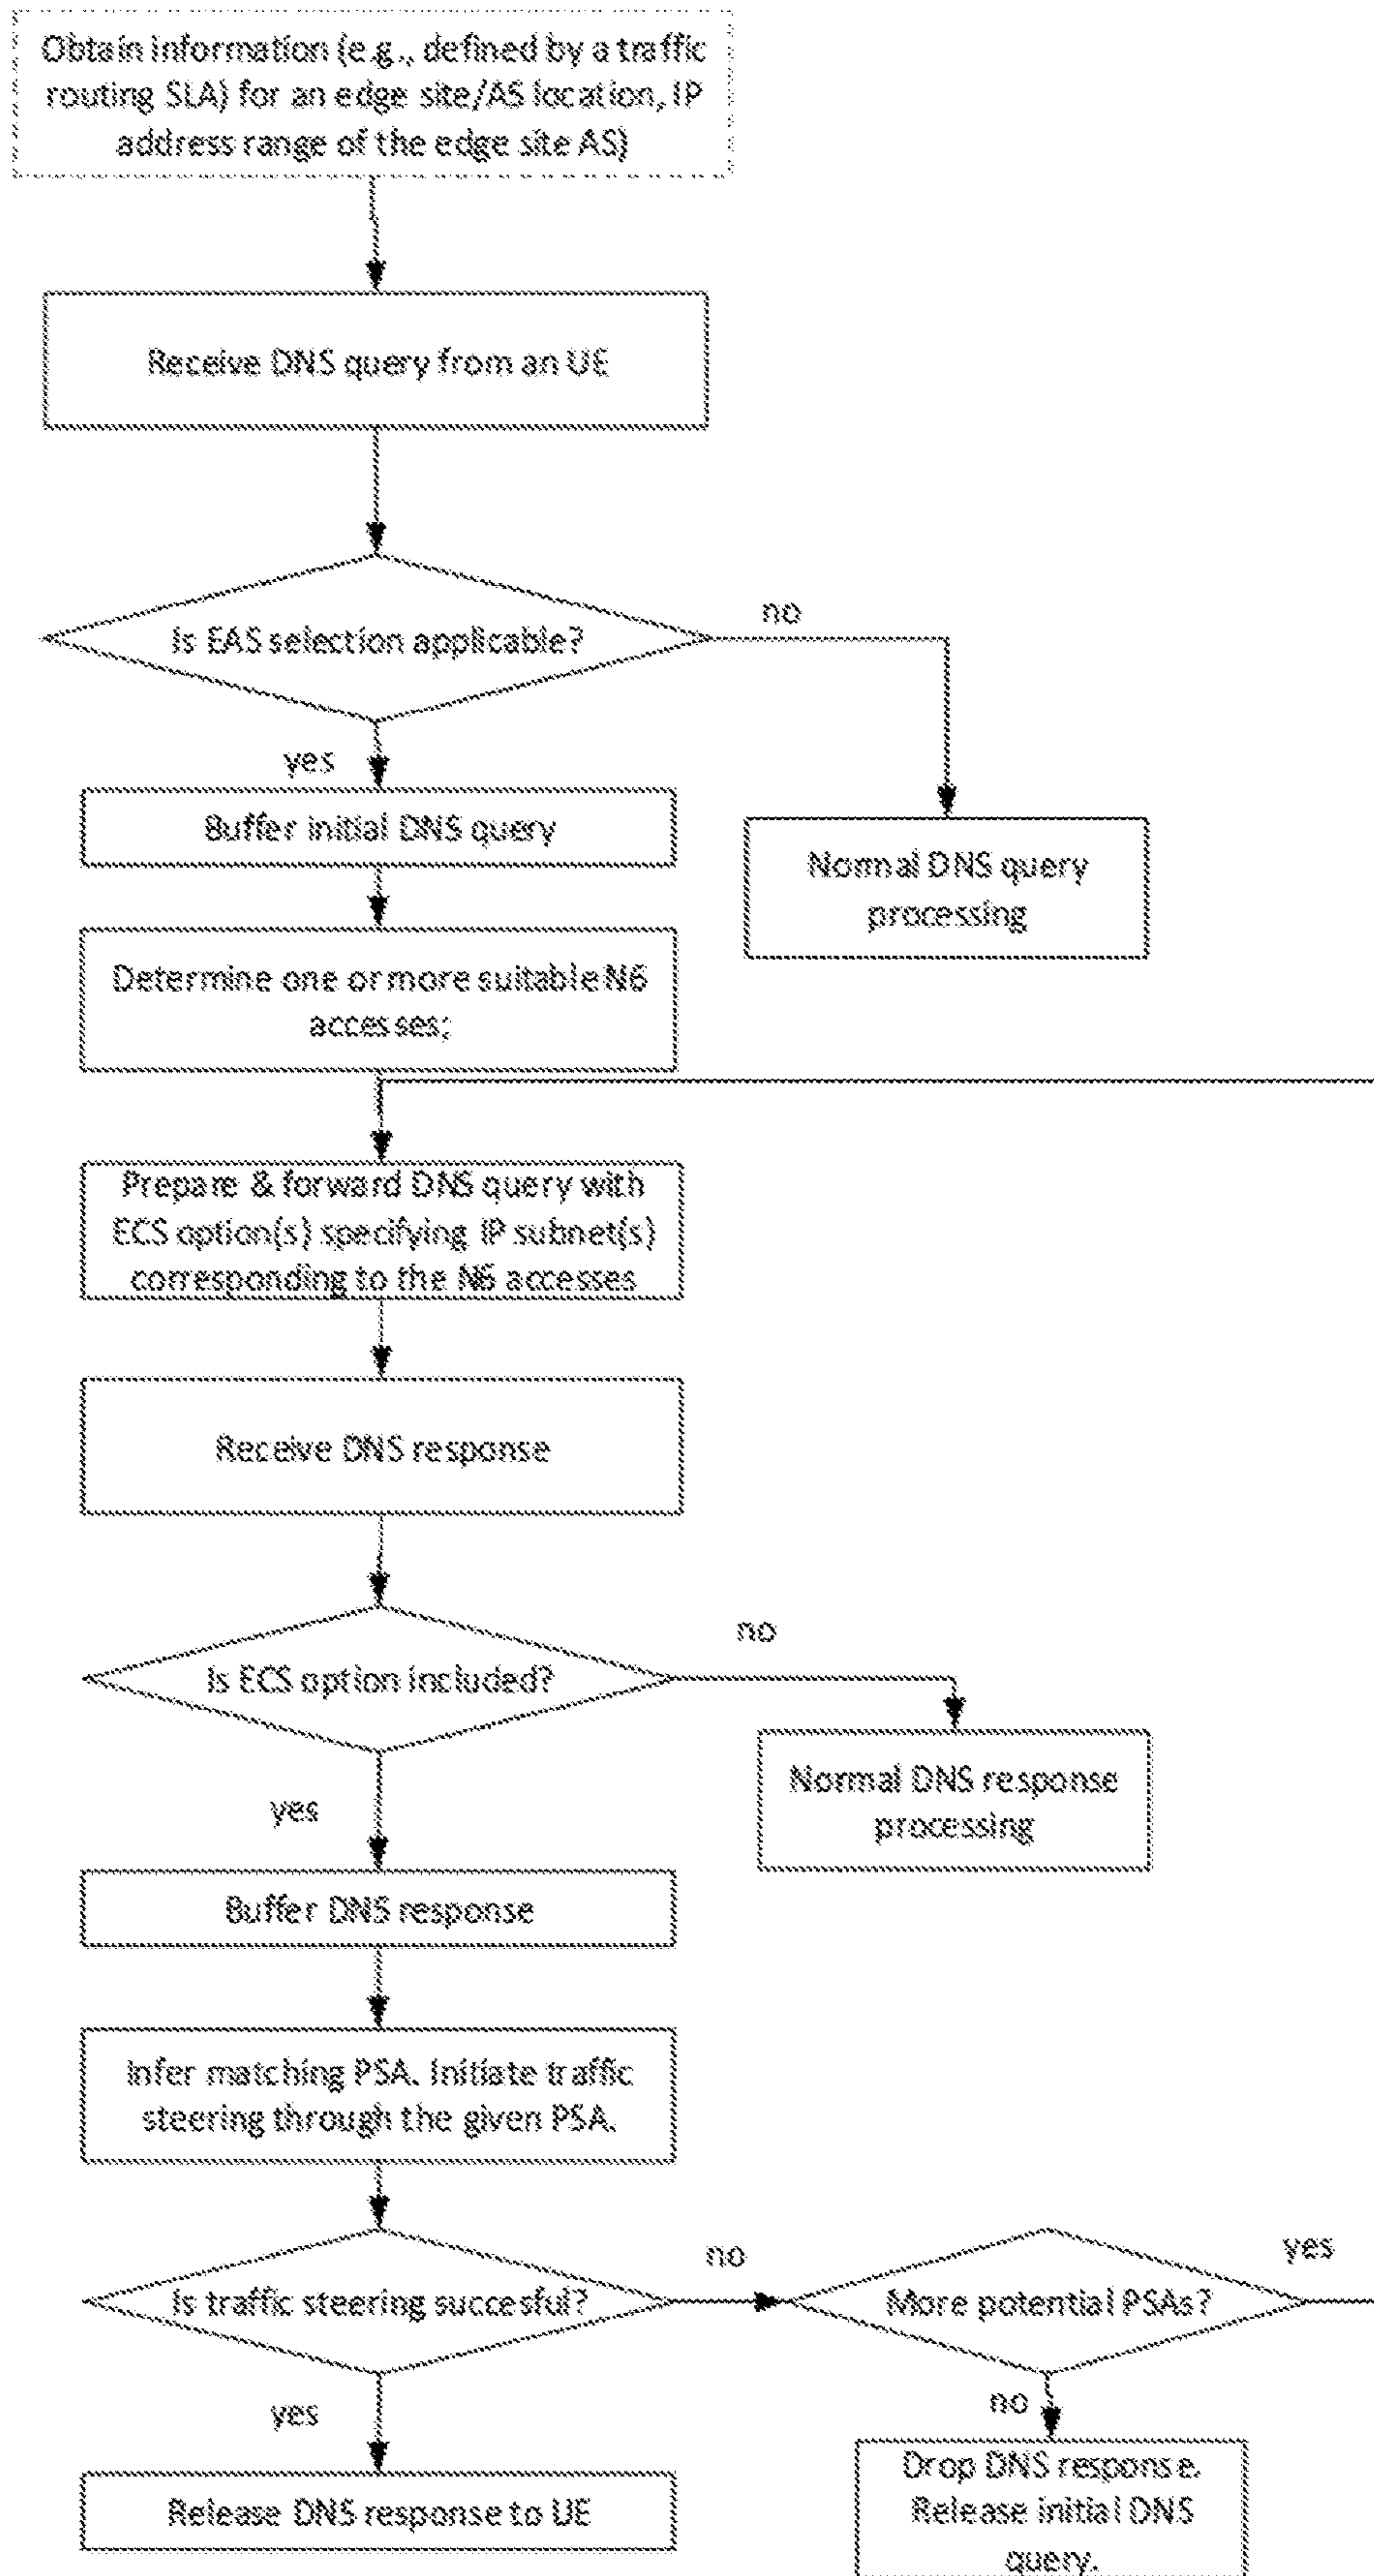 Obtain information (e.g., defined by a traffic
routing SLA) for an edge site/AS location, IP
address range of the edge site AS)
Receive DNS query from an UE
Is EAS selection applicable?
no
yes
Buffer initial DNS query
Normal DNS query
processing
Determine one or more suitable N6
accesses;
Prepare & forward DNS query with
ECS option(s) specifying IP subnet(s)
corresponding to the N6 accesses
Receive DNS response
Is ECS option included?
no
yes
Normal DNS response
processing
Buffer DNS response
Infer matching PSA. Initiate traffic
steering through the given PSA.
Is traffic steering succesful?
no
More potential PSAs?
yes
yes
no
Release DNS response to UE
Drop DNS response.
Release initial DNS
query.